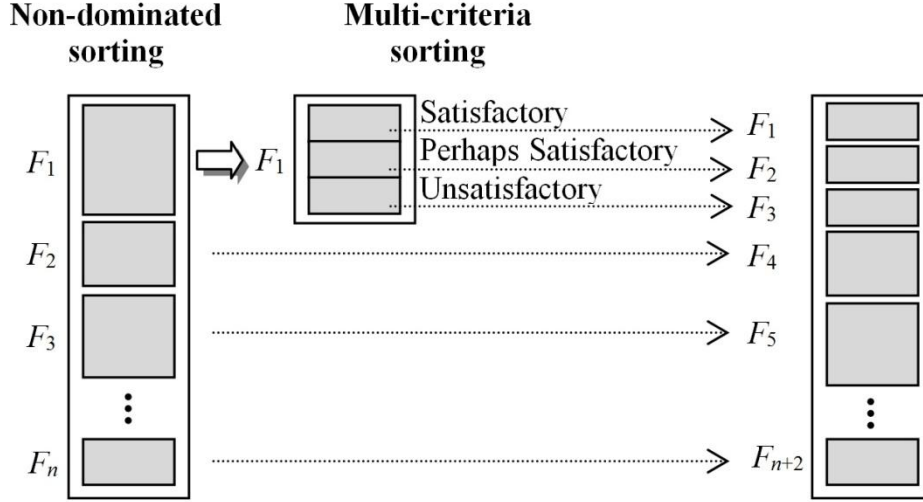 Non-dominated
sorting
Multi-criteria
sorting
Satisfactory
Perhaps Satisfactory
Unsatisfactory
F1
F2
F3
Fn
F1
F1
F2
F3
F4
F5
Fn+2